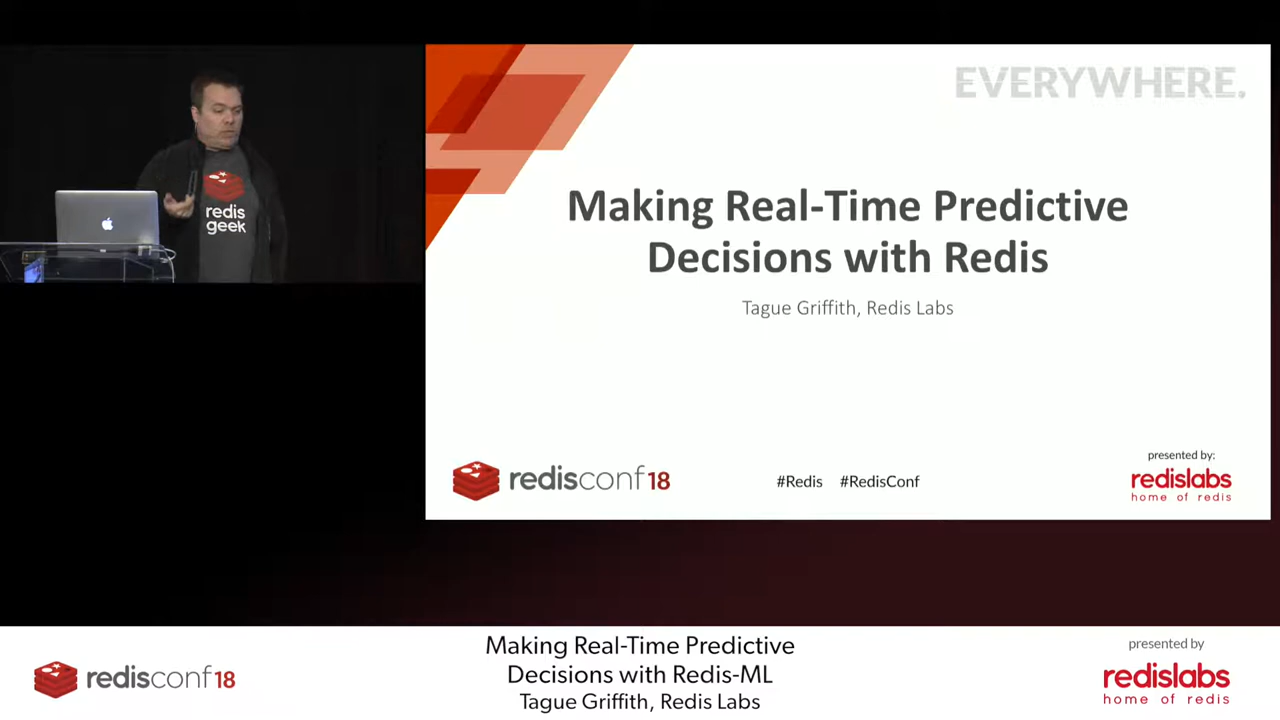 redis
geek
EVERYWHERE.
Making Real-Time Predictive
Decisions with Redis
Tague Griffith, Redis Labs
redisconf18
#Redis #RedisConf
presented by:
redislabs
home of redis
redisconf18
Making Real-Time Predictive
Decisions with Redis-ML
Tague Griffith, Redis Labs
presented by
redislabs
home of redis